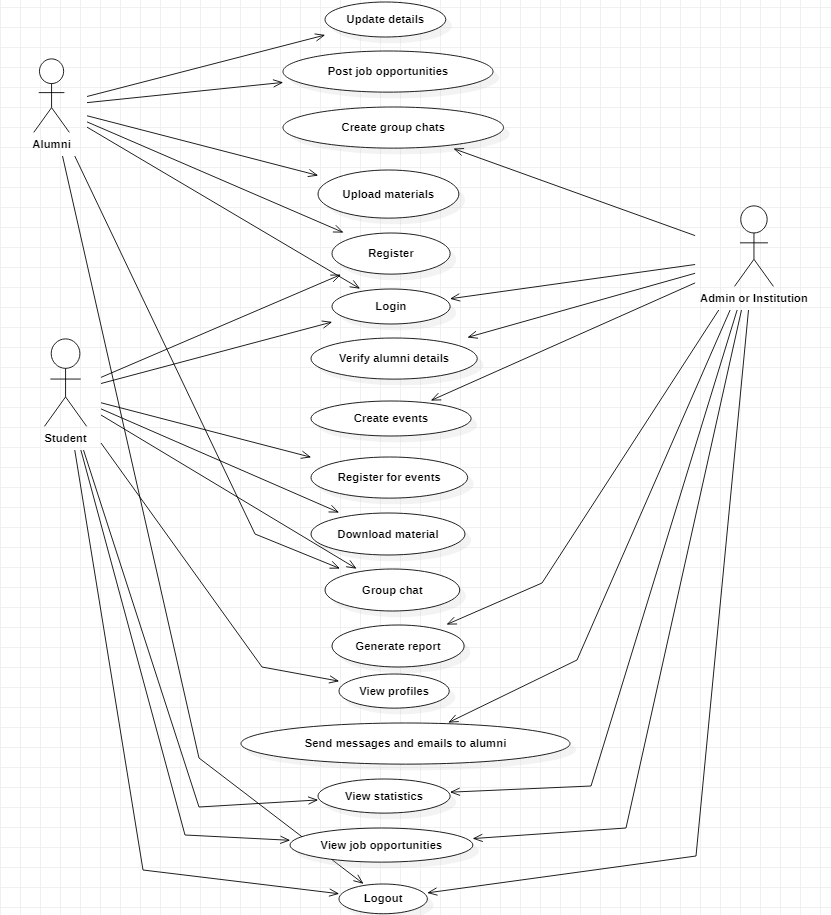 Update details
Post job opportunities
Create group chats
Alumni
Upload materials
Register
Admin or Institution
Login
Verify alumni details
Create events
Student
Register for events
Download material
Group chat
Generate report
View profiles
Send messages and emails to alumni
View statistics
View job opportunities
Logout